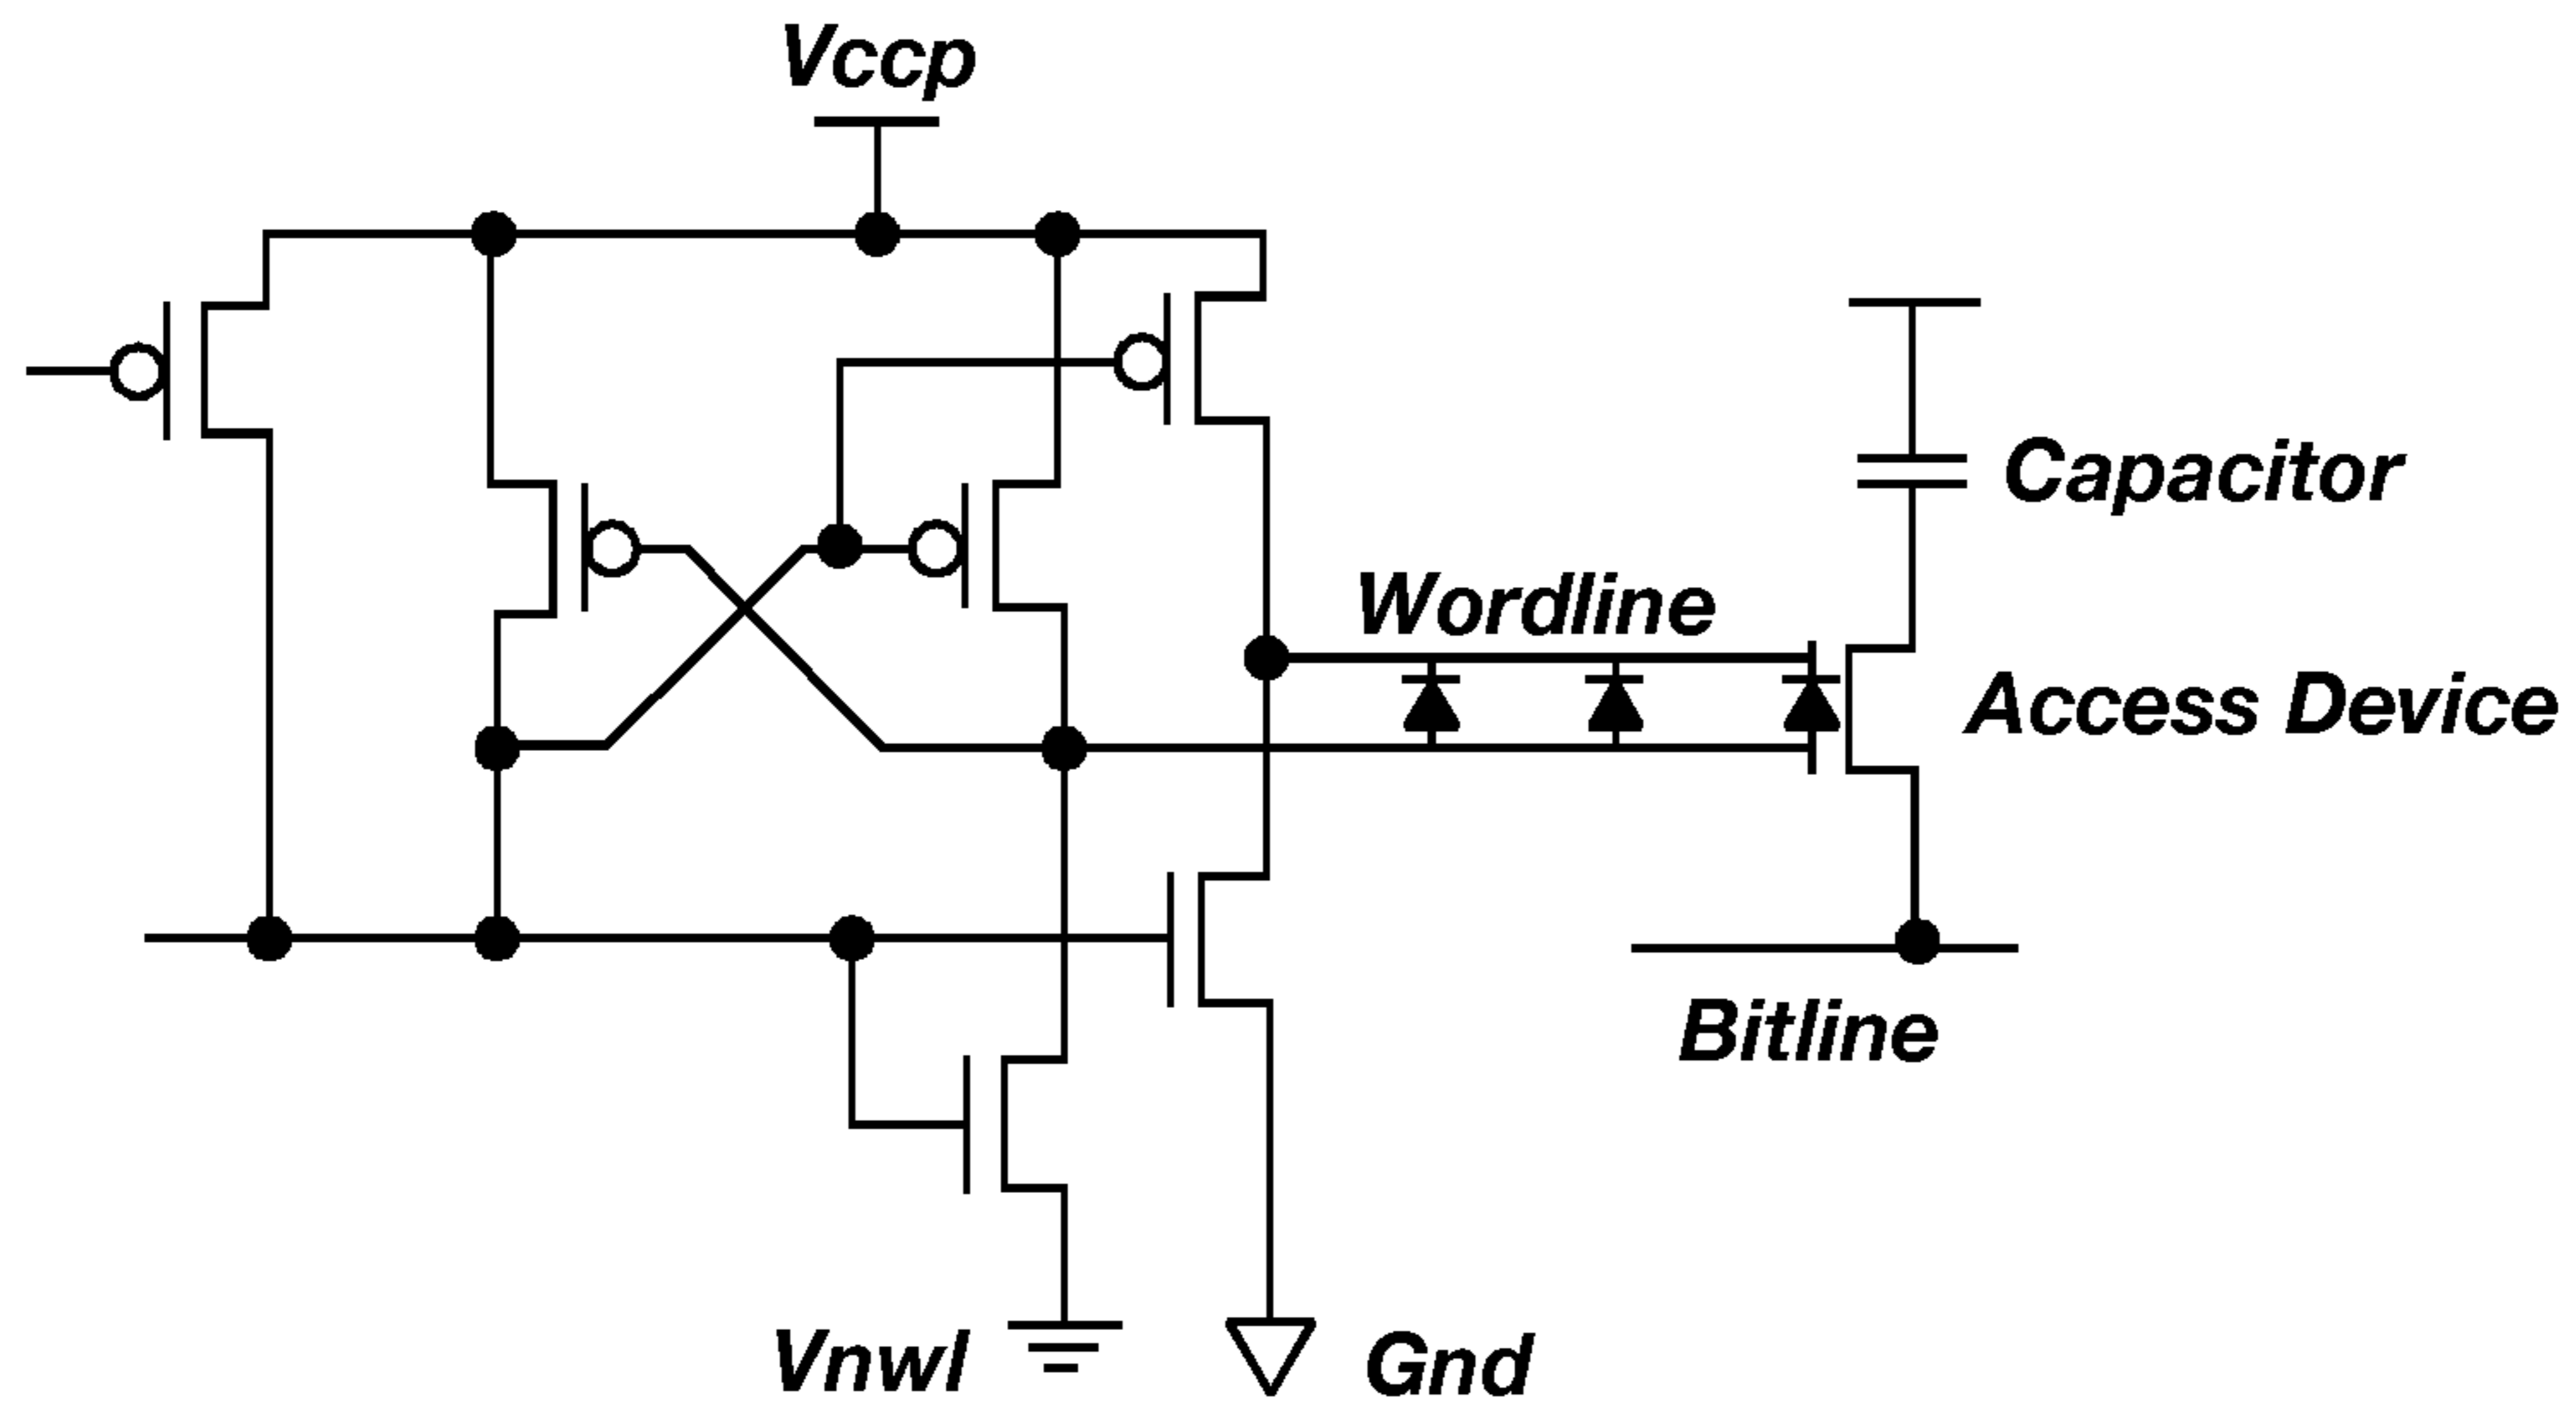 Vccp
Capacitor
Wordline
Access Device
Bitline
Vnwl
Gnd